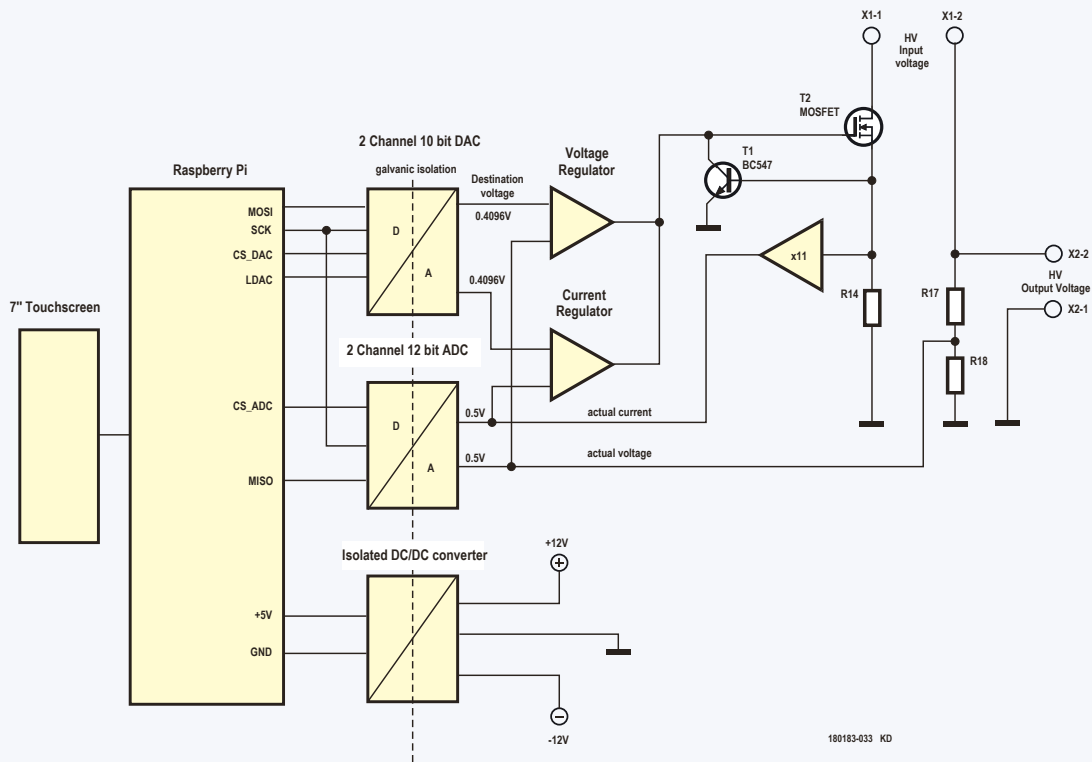 X1-1
X1-2
HV
Input
voltage
T2
MOSFET
2 Channel 10 bit DAC
T1
BC547
Voltage
Regulator
Raspberry Pi
galvanic isolation
Destination
voltage
MOSI
0.4096V
SCK
D
CS_DAC
x11
X2-2
A
LDAC
0.4096V
HV
Output Voltage
R14
R17
X2-1
7" Touchscreen
Current
Regulator
2 Channel 12 bit ADC
R18
CS_ADC
0.5V
actual current
D
0.5V
actual voltage
A
MISO
+12V
Isolated DC/DC converter
+5V
GND
-12V
180183-033 KD